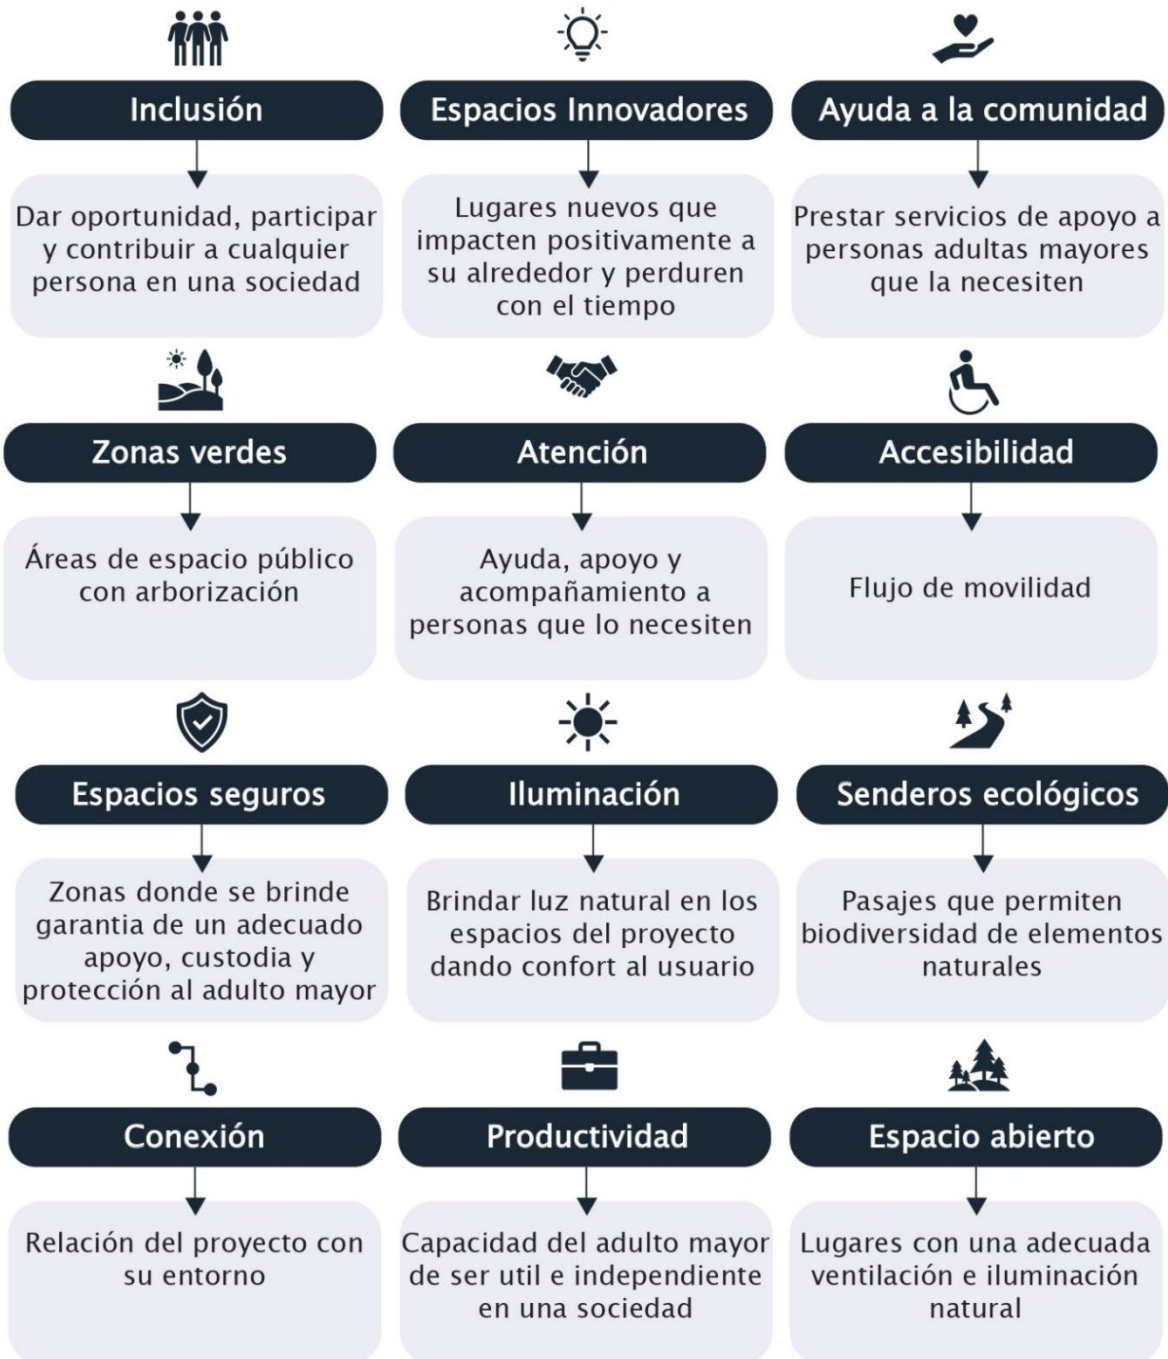 Inclusión
Espacios Innovadores
Ayuda a la comunidad
Dar oportunidad, participar
y contribuir a cualquier
persona en una sociedad
Lugares nuevos que
impacten positivamente a
su alrededor y perduren
con el tiempo
Prestar servicios de apoyo a
personas adultas mayores
que la necesiten
Zonas verdes
Atención
Accesibilidad
Áreas de espacio público
con arborización
Ayuda, apoyo y
acompañamiento a
personas que lo necesiten
Flujo de movilidad
Espacios seguros
Iluminación
Senderos ecológicos
Zonas donde se brinde
garantia de un adecuado
apoyo, custodia y
protección al adulto mayor
Brindar luz natural en los
espacios del proyecto
dando confort al usuario
Pasajes que permiten
biodiversidad de elementos
naturales
Conexión
Productividad
Espacio abierto
Relación del proyecto con
su entorno
Capacidad del adulto mayor
de ser util e independiente
en una sociedad
Lugares con una adecuada
ventilación e iluminación
natural